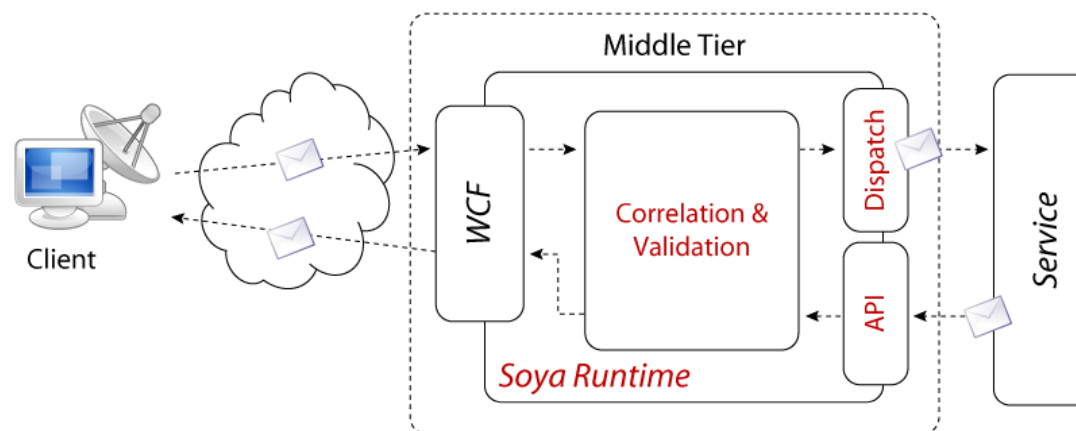 Middle Tier
Client
WCF
Correlation &
Validation
Dispatch
API
Service
Soya Runtime